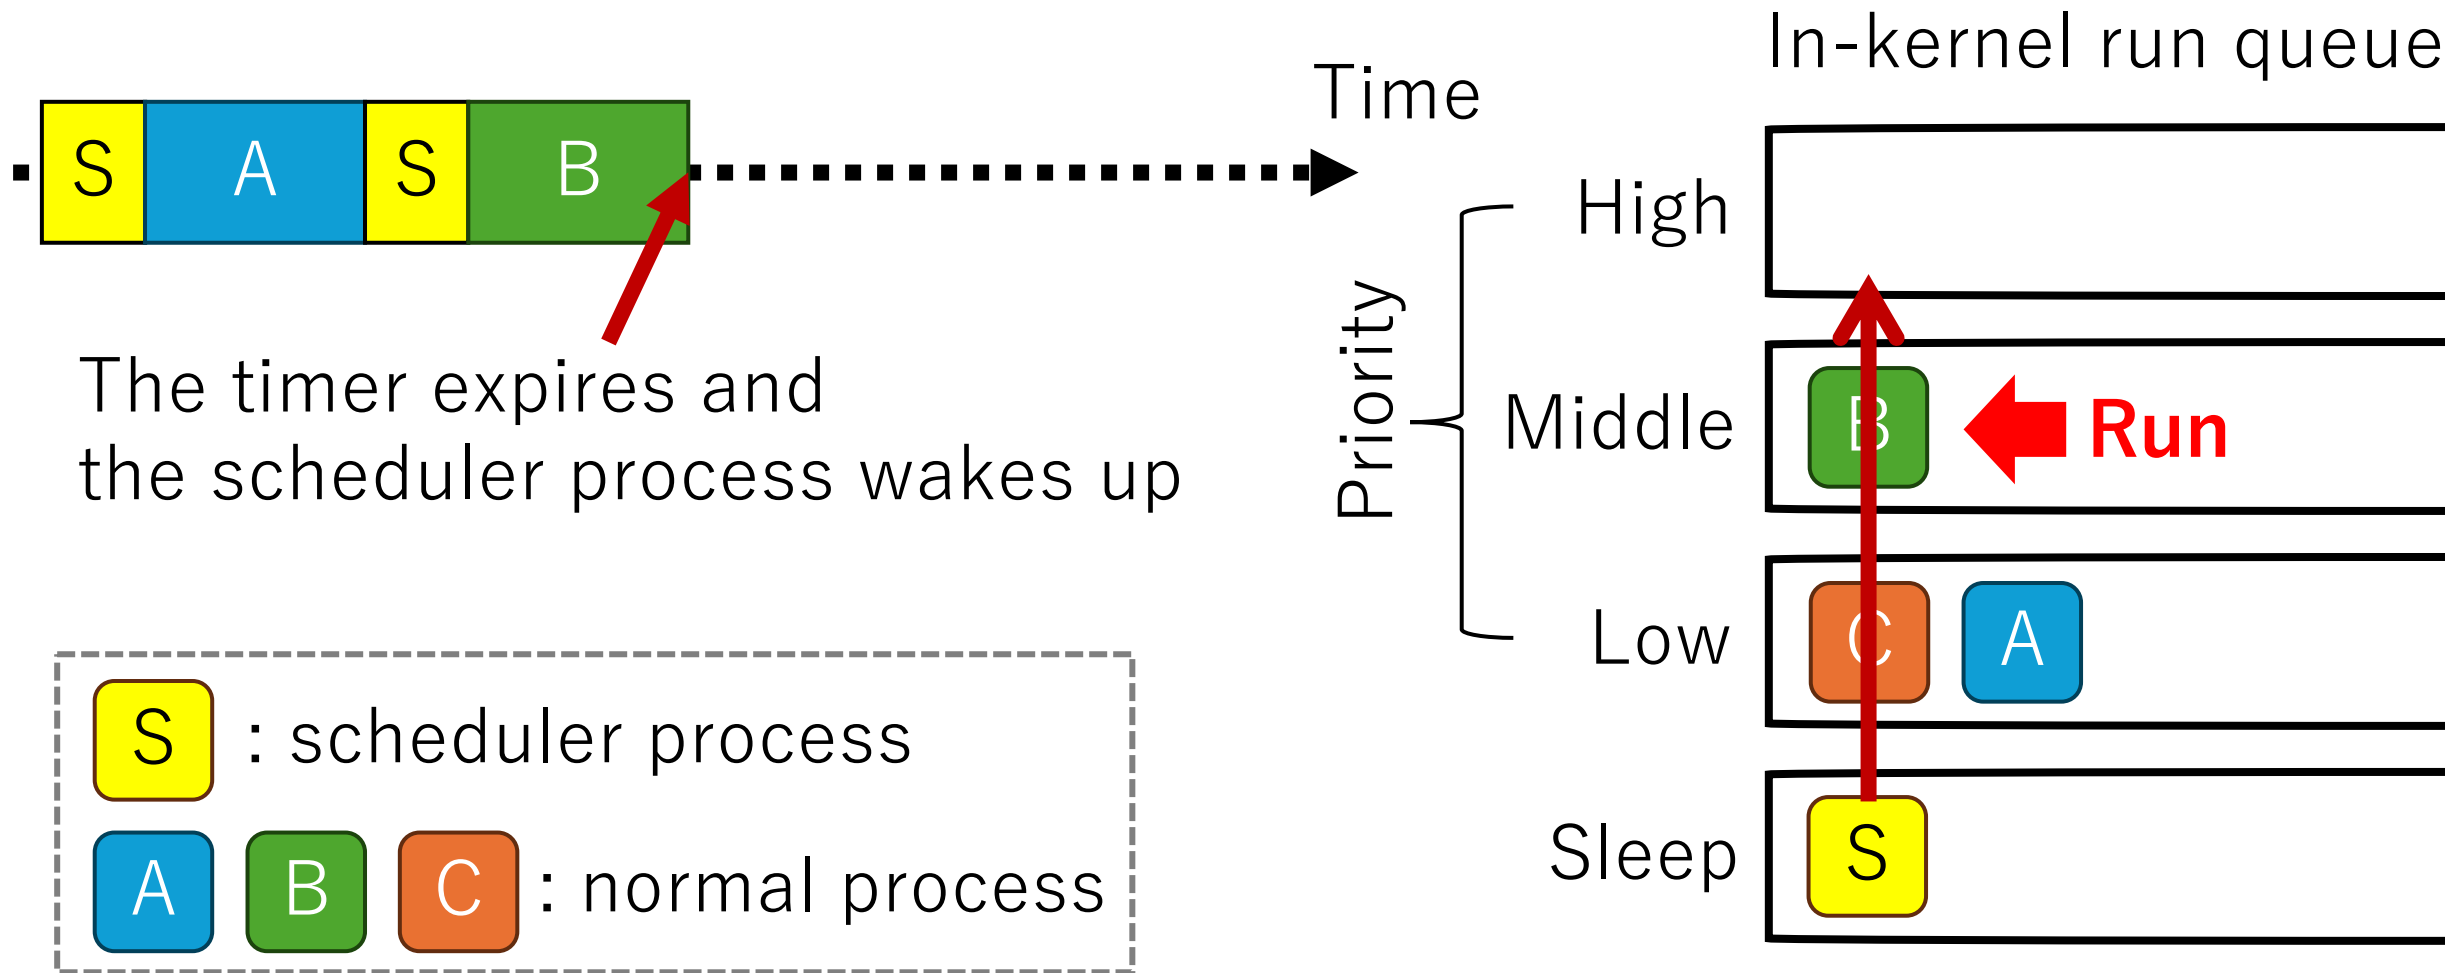 S A S B
Time
The timer expires and
the scheduler process wakes up
S : scheduler process
A B C : normal process
In-kernel run queue
Priority
High
Middle
B Run
Low
C A
Sleep
S